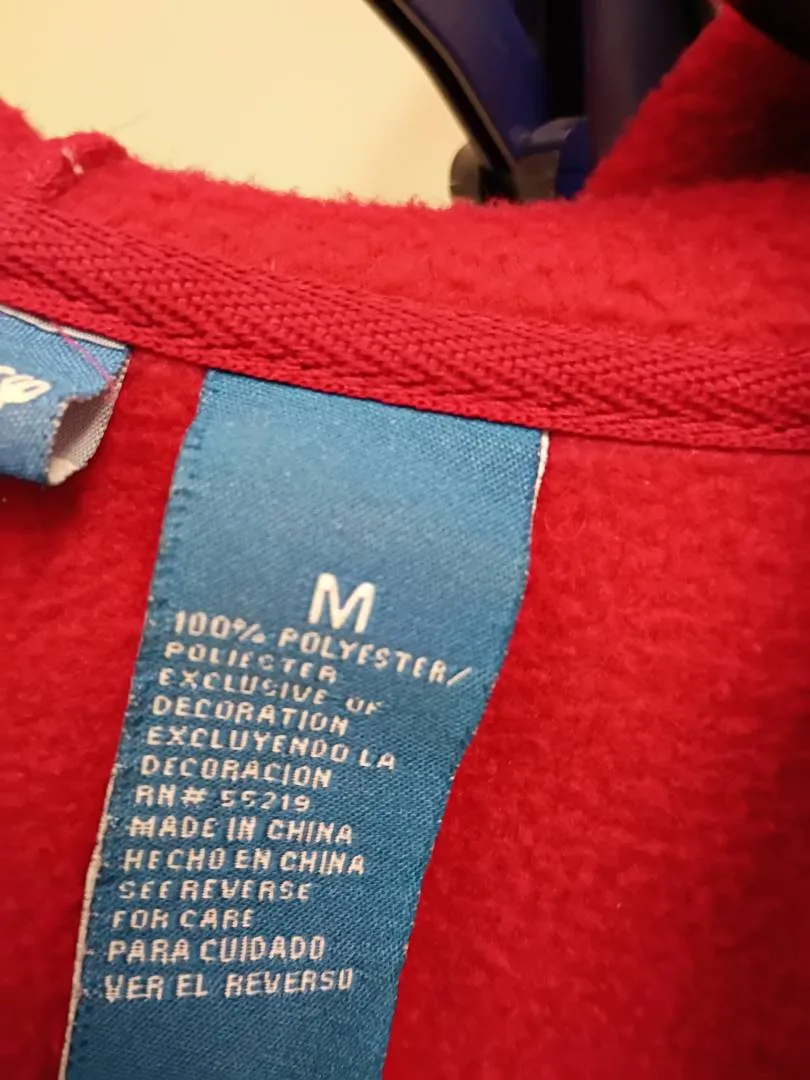 M
100% POLYESTER/
POLIESTER
EXCLUSIVE OF
DECORATION
EXCLUYENDO LA
DECORACION
RN# 55219
MADE IN CHINA
HECHO EN CHINA
SEE REVERSE
FOR CARE
PARA CUIDADO
VER EL REVERSO